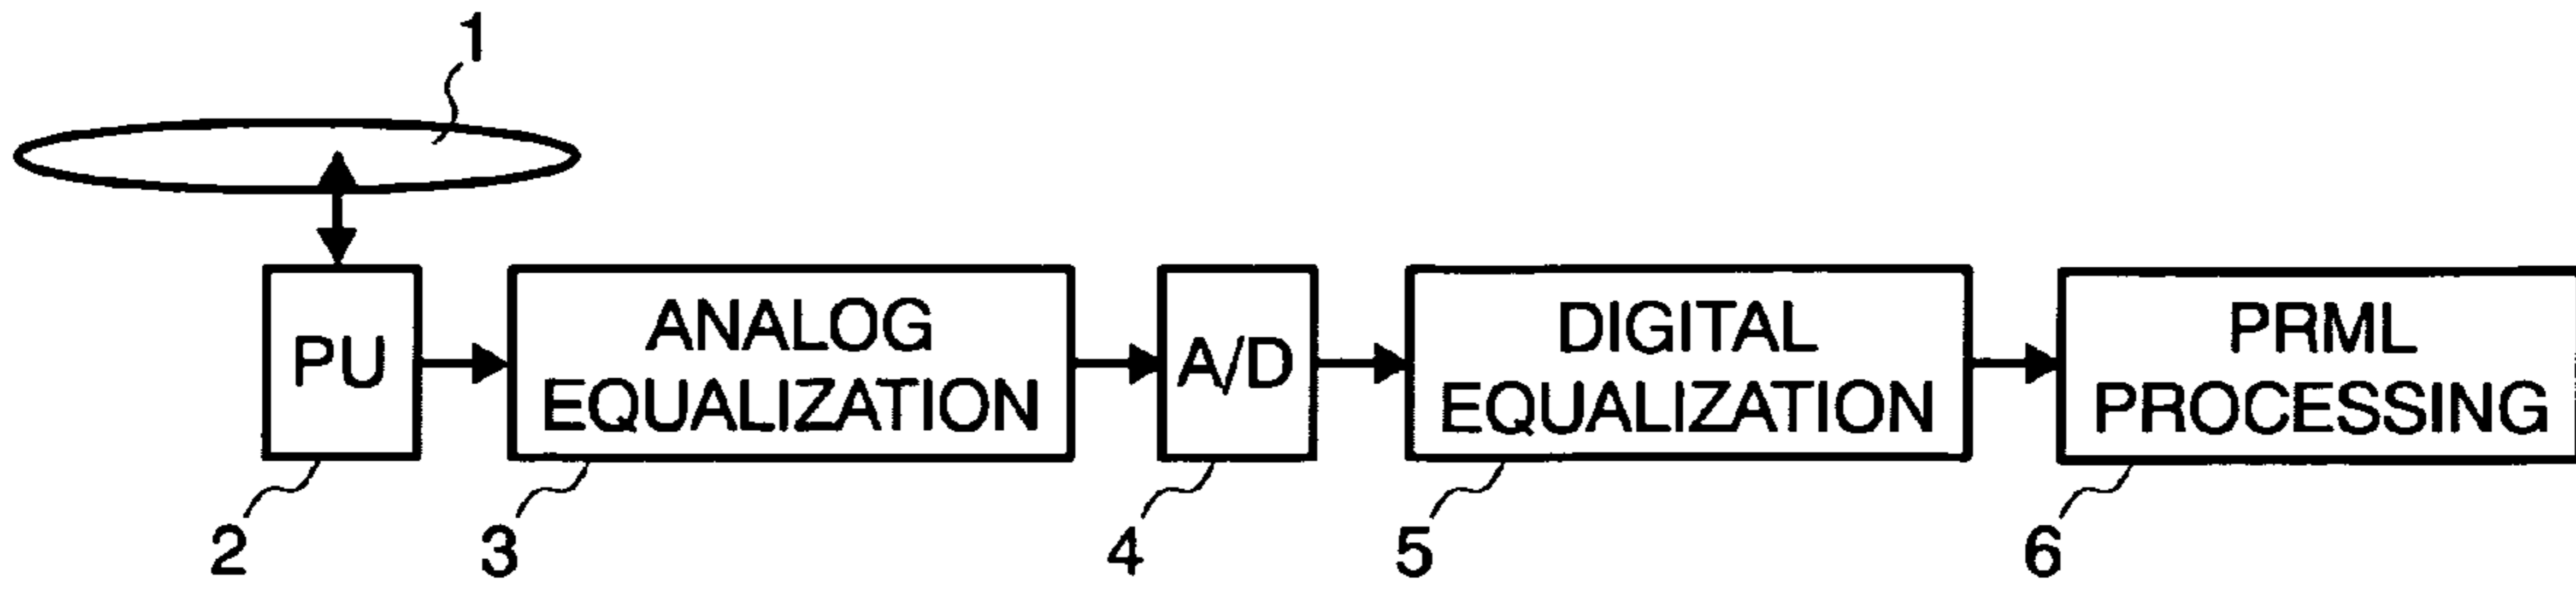 1
PU
ANALOG
EQUALIZATION
A/D
DIGITAL
EQUALIZATION
PRML
PROCESSING
2
3
4
5
6